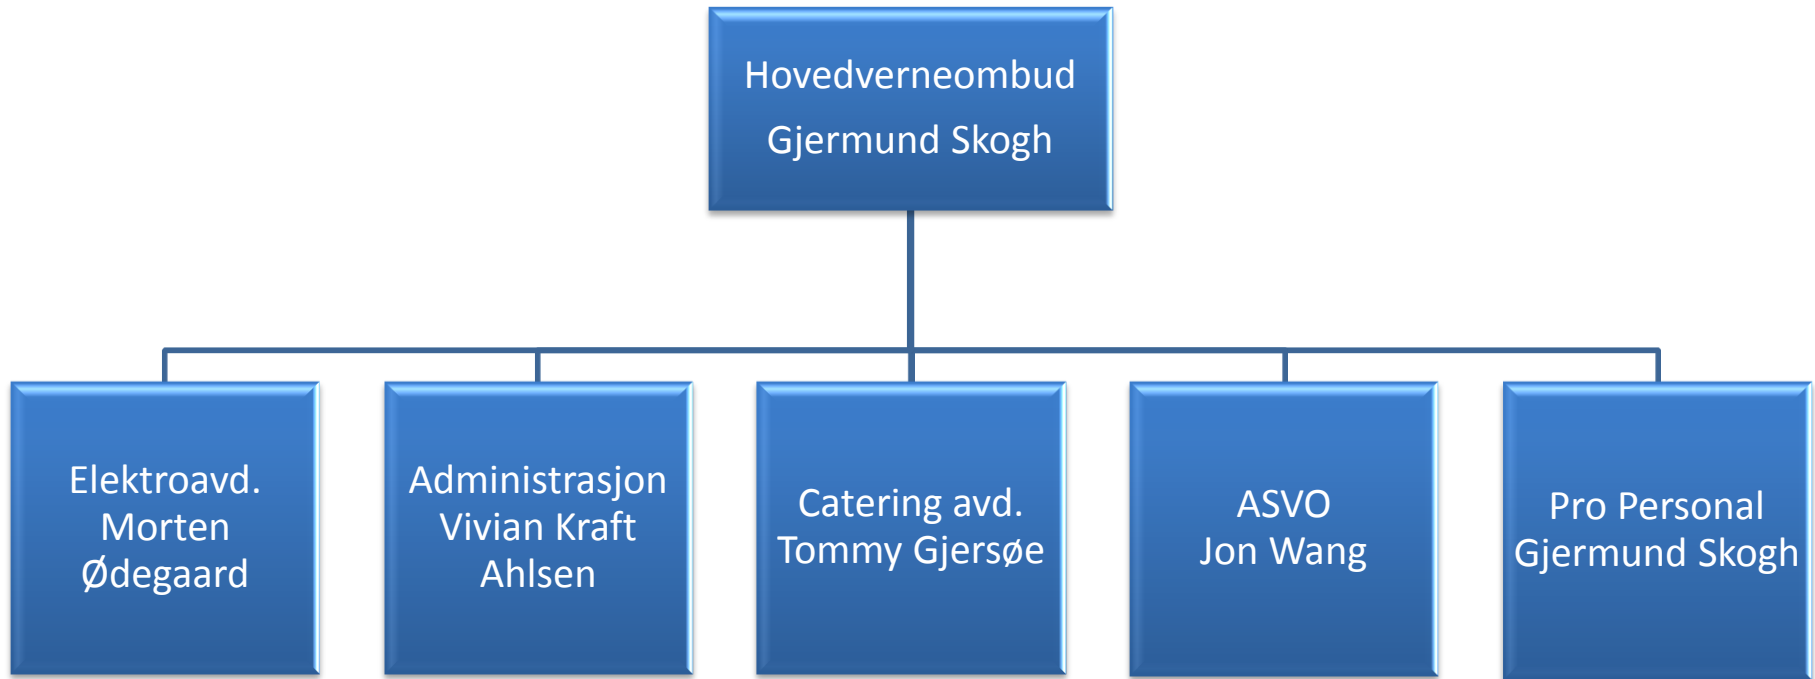 Hovedverneombud
Gjermund Skogh
Elektroavd.
Morten
Ødegaard
Administrasjon
Vivian Kraft
Ahlsen
Catering avd.
Tommy Gjersøe
ASVO
Jon Wang
Pro Personal
Gjermund Skogh